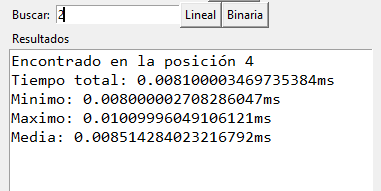 Buscar: 2 Lineal Binaria
Resultados
Encontrado en la posición 4
Tiempo total: 0.008100003469735384ms
Minimo: 0.008000002708286047ms
Maximo: 0.01009996049106121ms
Media: 0.008514284023216792ms